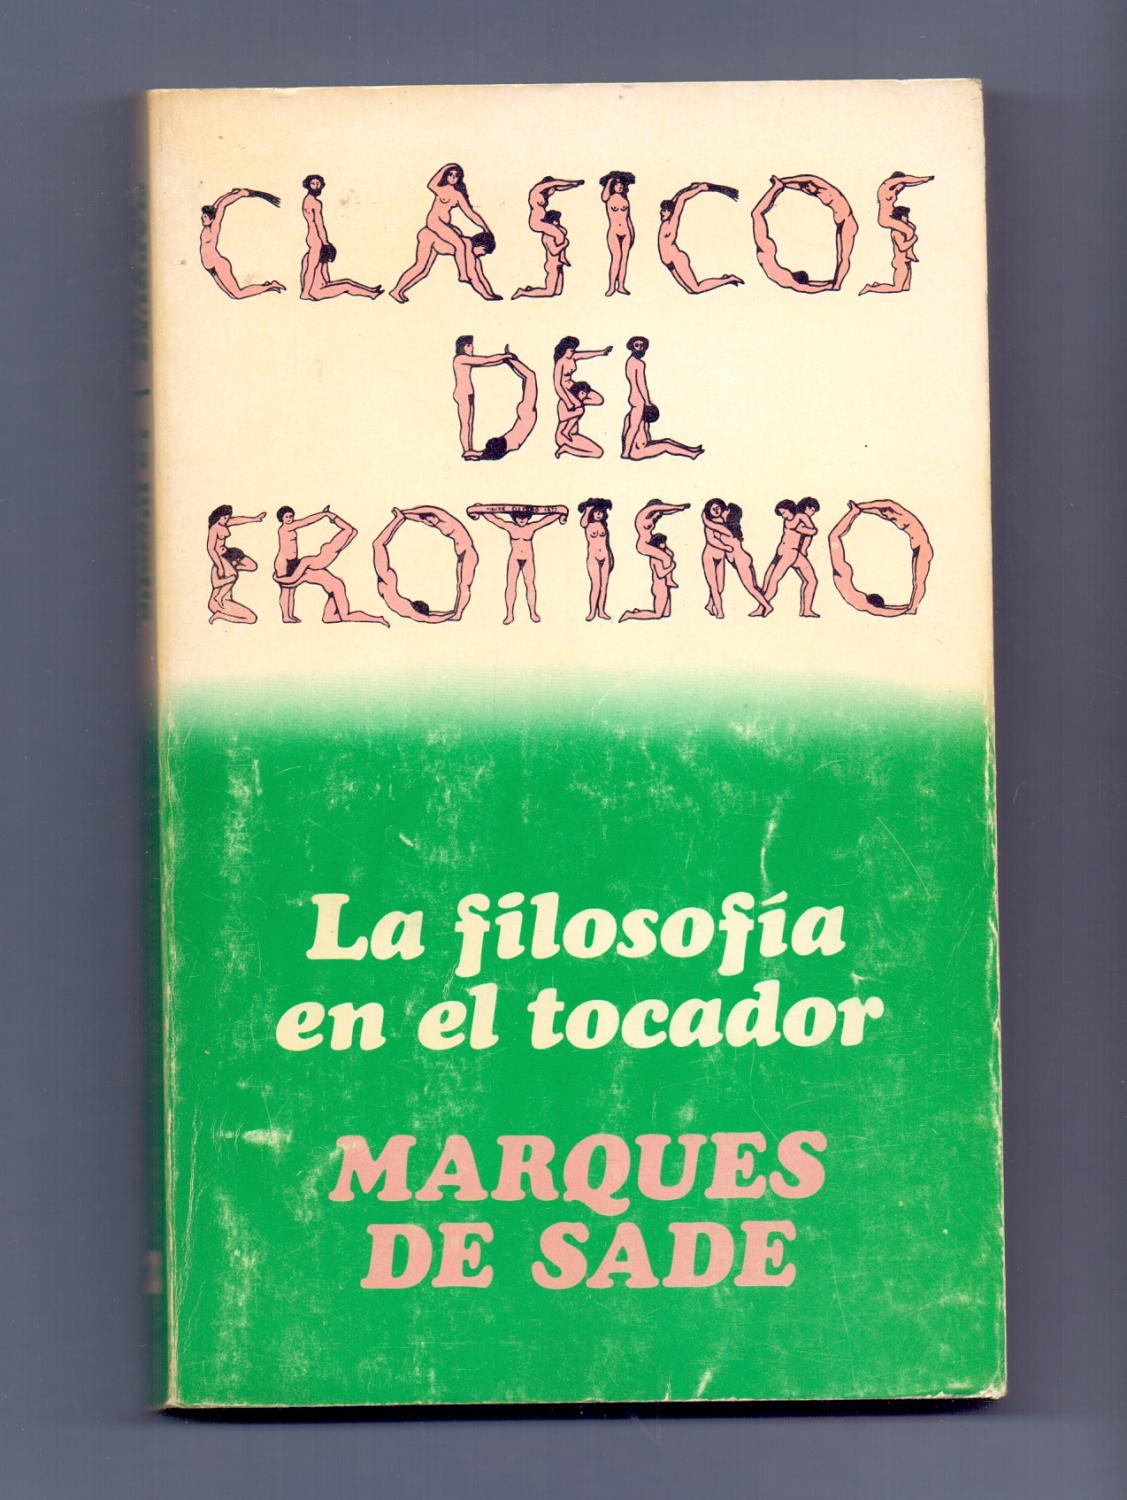 CLASICOS
DEL
EROTISMO
La filosofía
en el tocador
MARQUES
DE SADE